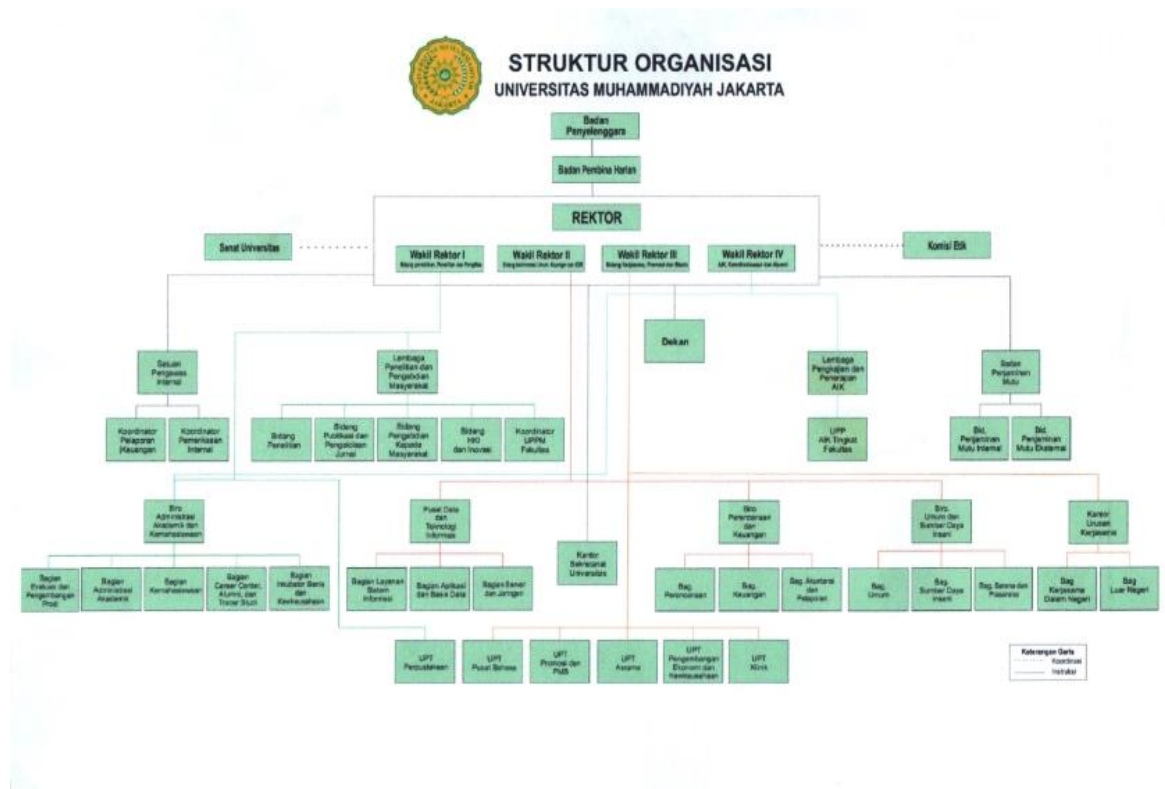 STRUKTUR ORGANISASI
UNIVERSITAS MUHAMMADIYAH JAKARTA
Badan
Penyelenggara
Badan Pembina Harian
REKTOR
Senat Universitas
Komisi Etik
Wakil Rektor I
Wakil Rektor II
Wakil Rektor III
Wakil Rektor IV
Dekan
Satuan
Pengawas
Internal
Lembaga
Penelitian dan
Pengabdian
Masyarakat
Lembaga
Pengkajian dan
Penerapan
AIK
Badan
Penjaminan
Mutu
Koordinator
Pelaporan
Keuangan
Koordinator
Pemeriksaan
Internal
Bidang
Penelitian
Bidang
Publikasi dan
Pengelolaan
Jurnal
Bidang
Pengabdian
Kepada
Masyarakat
Bidang
HKI
dan Inovasi
Koordinator
UPPM
Fakultas
UPP
AIK Tingkat
Fakultas
Bid.
Penjaminan
Mutu Internal
Bid.
Penjaminan
Mutu Eksternal
Biro
Administrasi
Akademik dan
Kemahasiswaan
Pusat Data
dan
Teknologi
Informasi
Kantor
Sekretariat
Universitas
Biro
Perencanaan
dan
Keuangan
Biro
Umum dan
Sumber Daya
Insani
Kantor
Urusan
Kerjasama
Bagian
Evaluasi dan
Pengembangan
Prodi
Bagian
Administrasi
Akademik
Bagian
Kemahasiswaan
Bagian
Career Center,
Alumni, dan
Tracer Studi
Bagian
Inkubator Bisnis
dan
Kewirausahaan
Bagian Layanan
Sistem
Informasi
Bagian Aplikasi
dan Basis Data
Bagian Server
dan Jaringan
Bag.
Perencanaan
Bag.
Keuangan
Bag. Akuntansi
dan
Pelaporan
Bag.
Umum
Bag.
Sumber Daya
Insani
Bag. Sarana dan
Prasarana
Bag
Kerjasama
Dalam Negeri
Bag
Luar Negeri
UPT
Perpustakaan
UPT
Pusat Bahasa
UPT
Promosi dan
PMB
UPT
Asrama
UPT
Pengembangan
Ekonomi dan
Kewirausahaan
UPT
Klinik
Keterangan Garis
Koordinasi
Instruksi